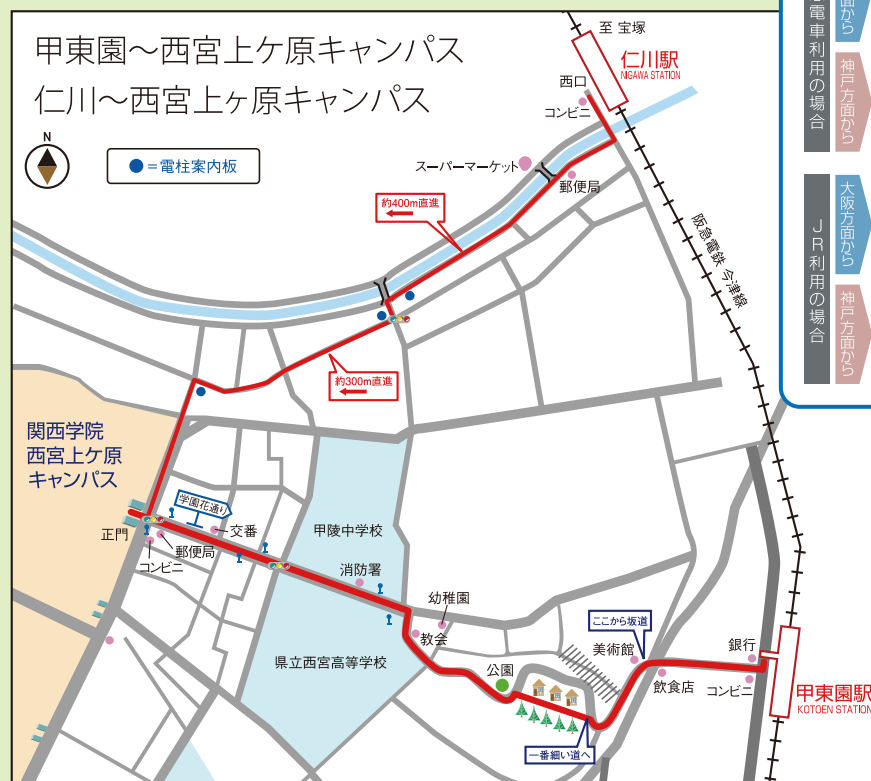 甲東園～西宮上ケ原キャンパス
仁川～西宮上ヶ原キャンパス
N
=電柱案内板
至 宝塚
仁川駅
NIGAWA STATION
西口
コンビニ
スーパーマーケット
郵便局
約400m直進
阪急電鉄 今津線
約300m直進
関西学院
西宮上ケ原
キャンパス
学園花通り
正門
交番
郵便局
コンビニ
甲陵中学校
消防署
幼稚園
教会
県立西宮高等学校
公園
ここから坂道
美術館
銀行
飲食店
コンビニ
甲東園駅
KOTOEN STATION
一番細い道へ
電車利用の場合
面から
神戸方面から
JR利用の場合
大阪方面から
神戸方面から